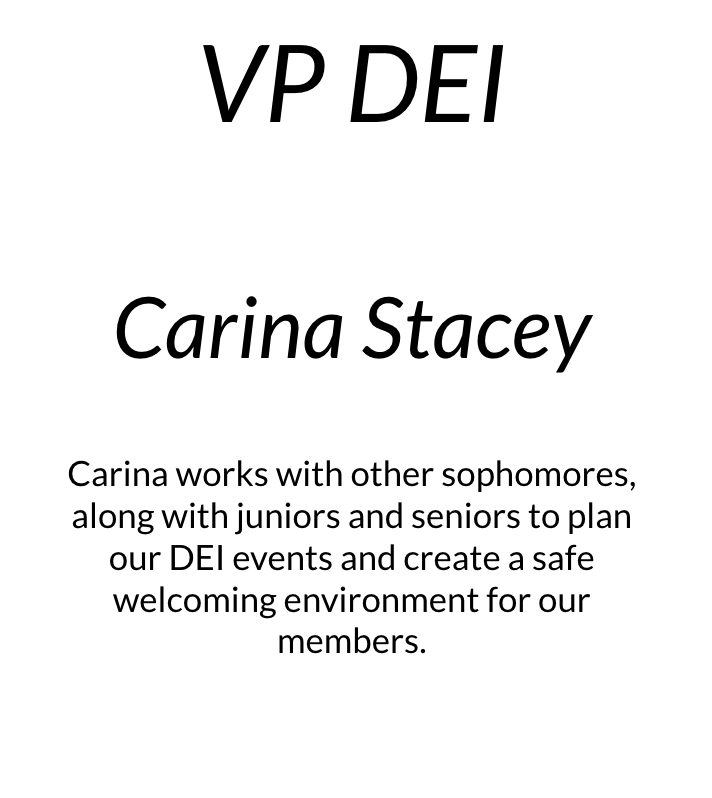 VP DEI
Carina Stacey
Carina works with other sophomores,
along with juniors and seniors to plan
our DEI events and create a safe
welcoming environment for our
members.